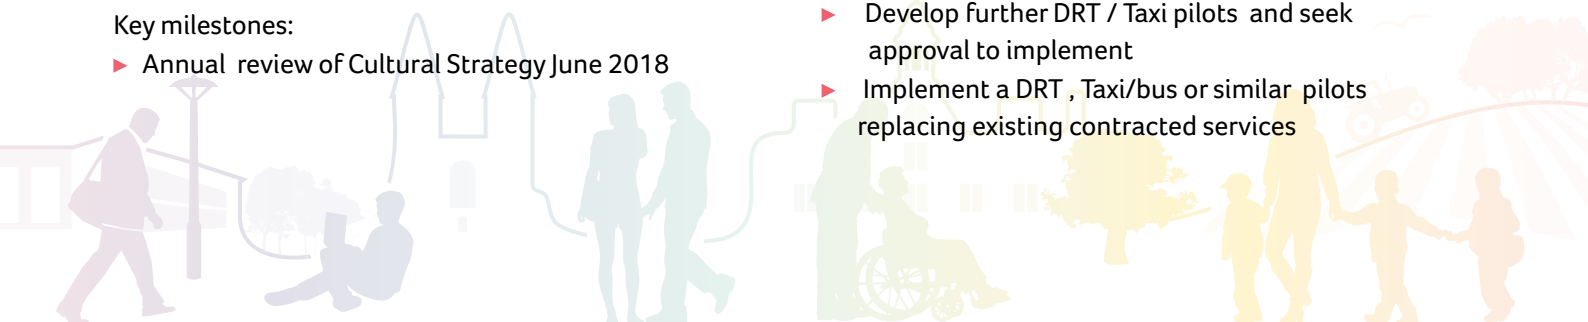 Key milestones:
► Annual review of Cultural Strategy June 2018
► Develop further DRT / Taxi pilots and seek
approval to implement
► Implement a DRT , Taxi/bus or similar pilots
replacing existing contracted services